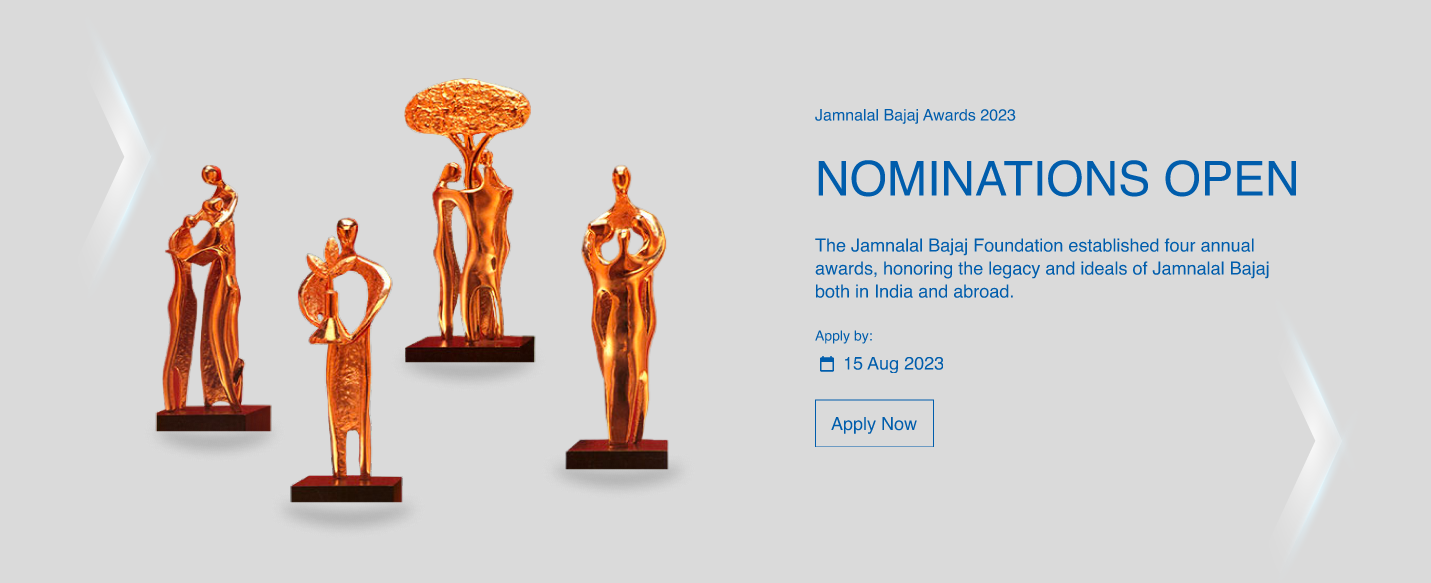 Jamnalal Bajaj Awards 2023
NOMINATIONS OPEN
The Jamnalal Bajaj Foundation established four annual
awards, honoring the legacy and ideals of Jamnalal Bajaj
both in India and abroad.
Apply by:
15 Aug 2023
Apply Now